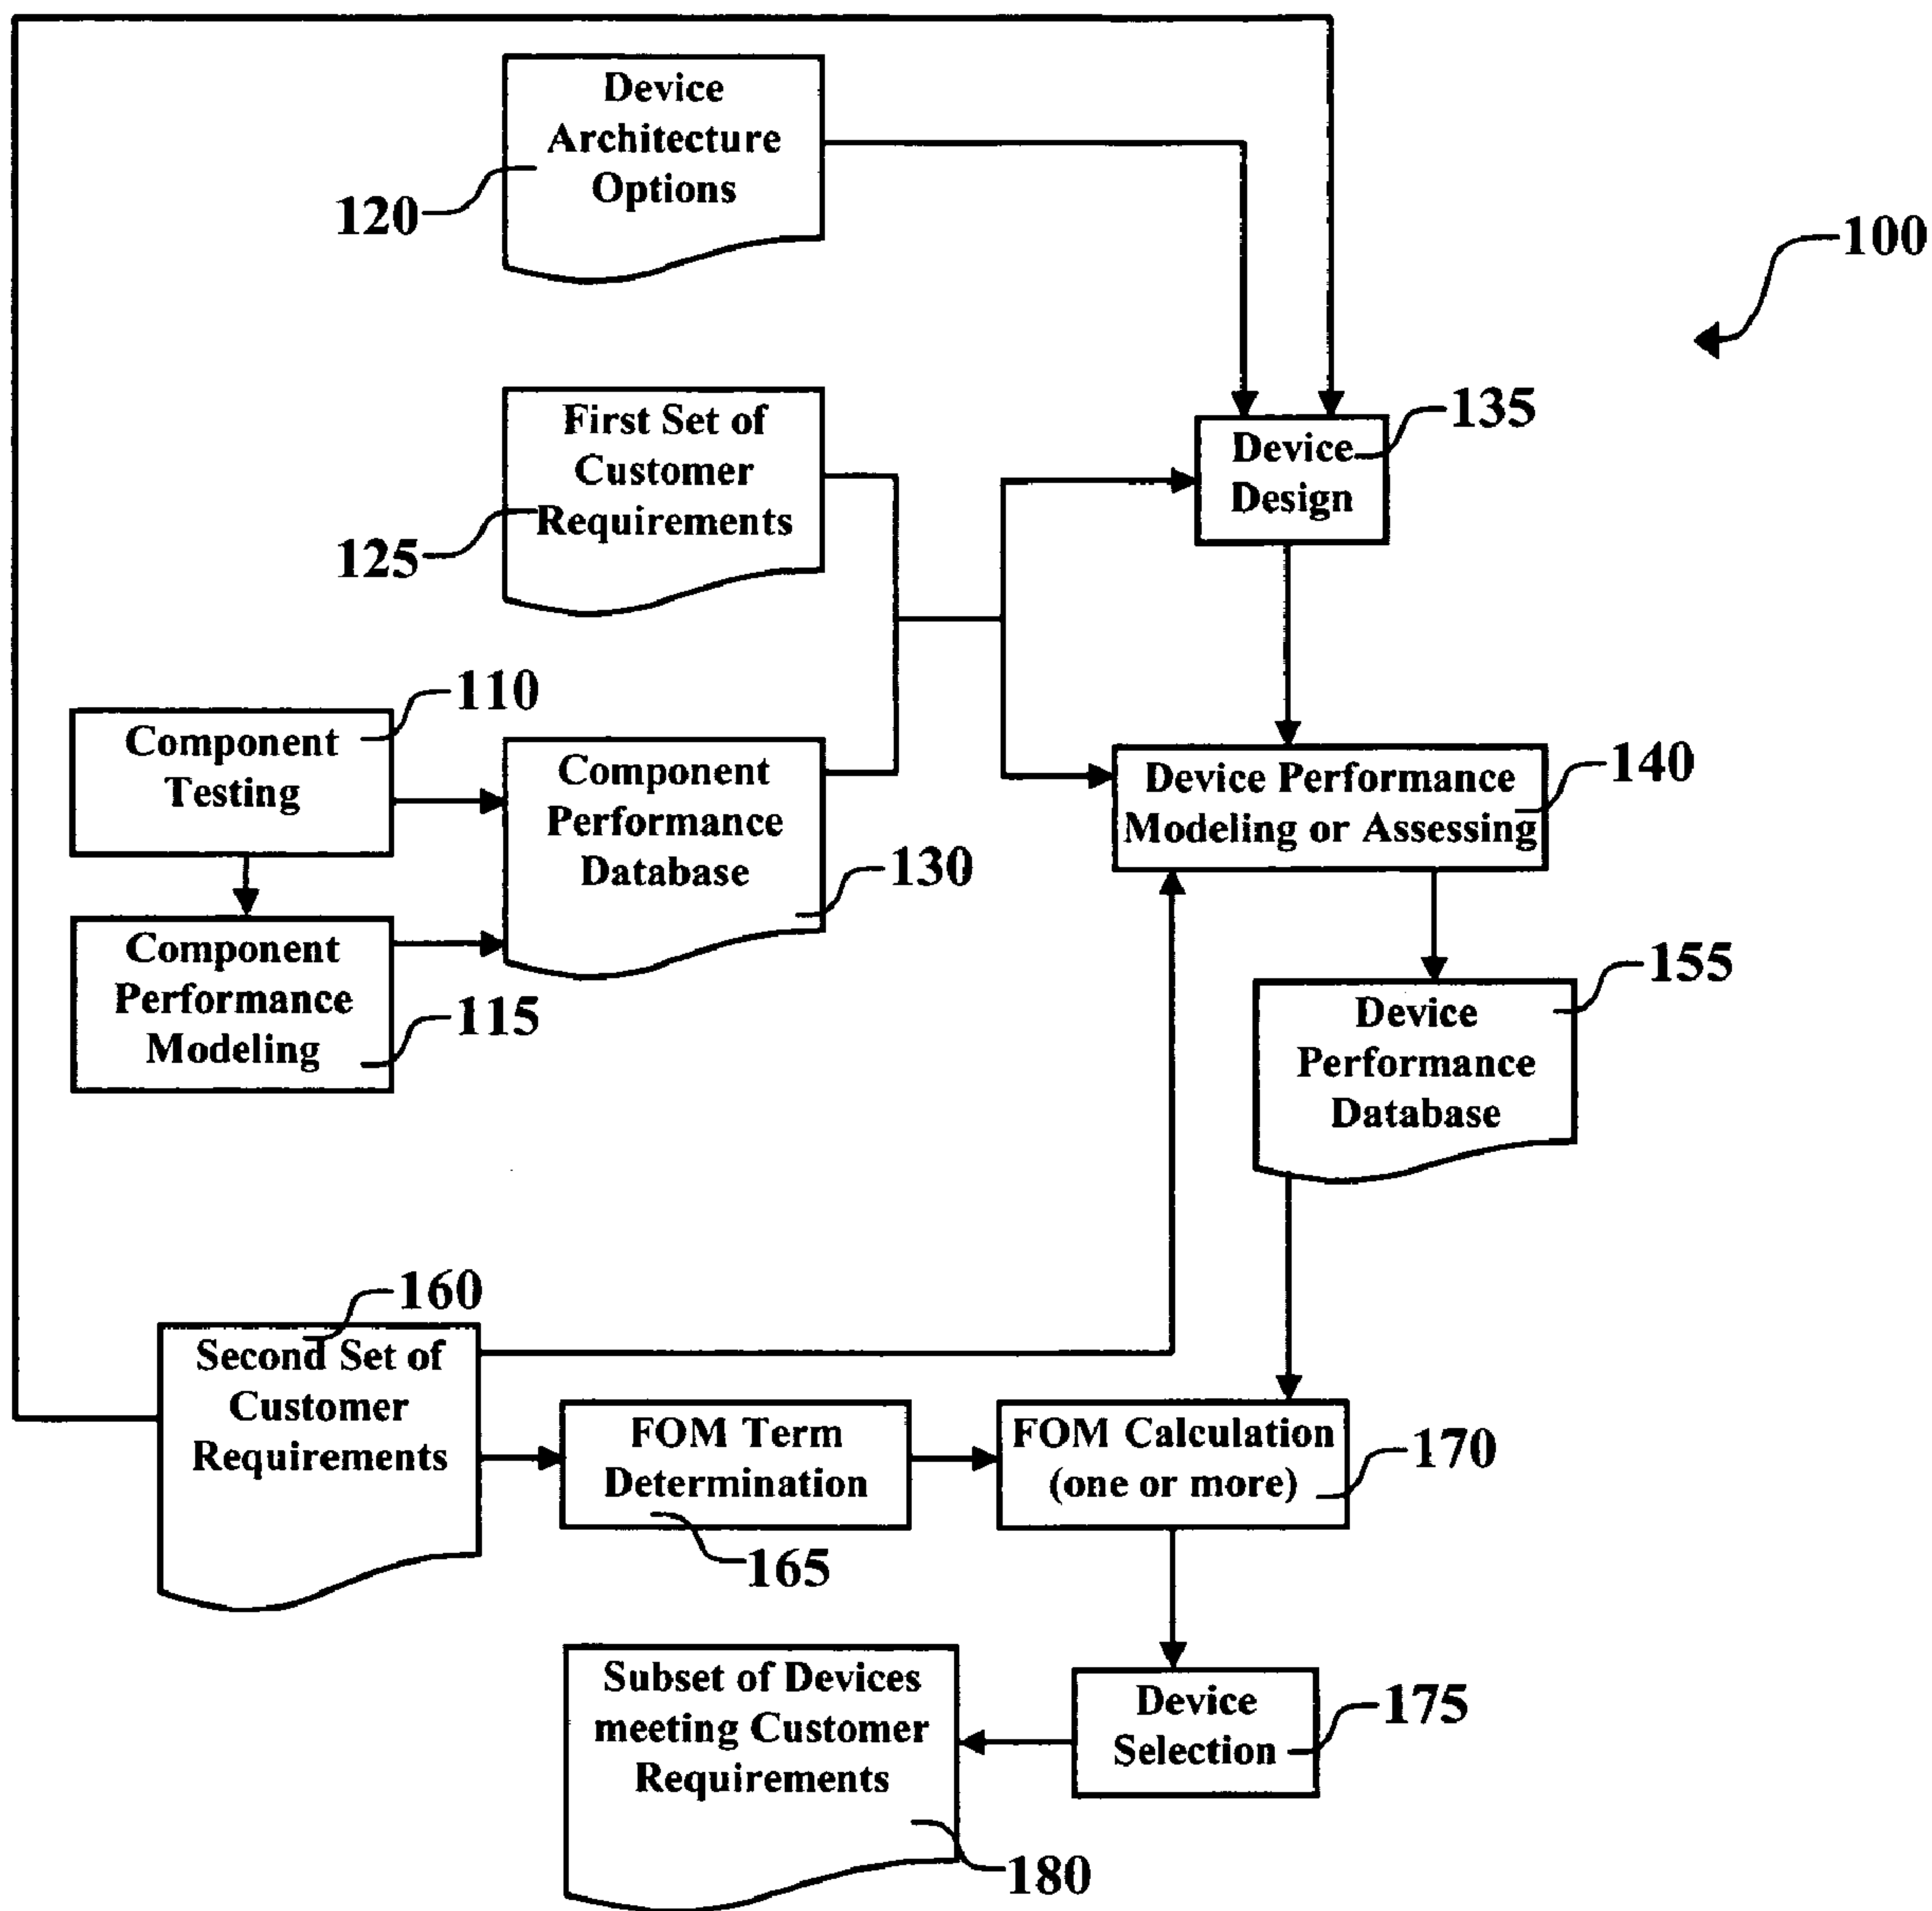 Device
Architecture
Options
120
100
First Set of
Customer
Requirements
125
Device
Design
135
Component
Testing
110
Component
Performance
Database
130
Device Performance
Modeling or Assessing
140
Component
Performance
Modeling
115
Device
Performance
Database
155
160
Second Set of
Customer
Requirements
FOM Term
Determination
165
FOM Calculation
(one or more)
170
Subset of Devices
meeting Customer
Requirements
180
Device
Selection
175